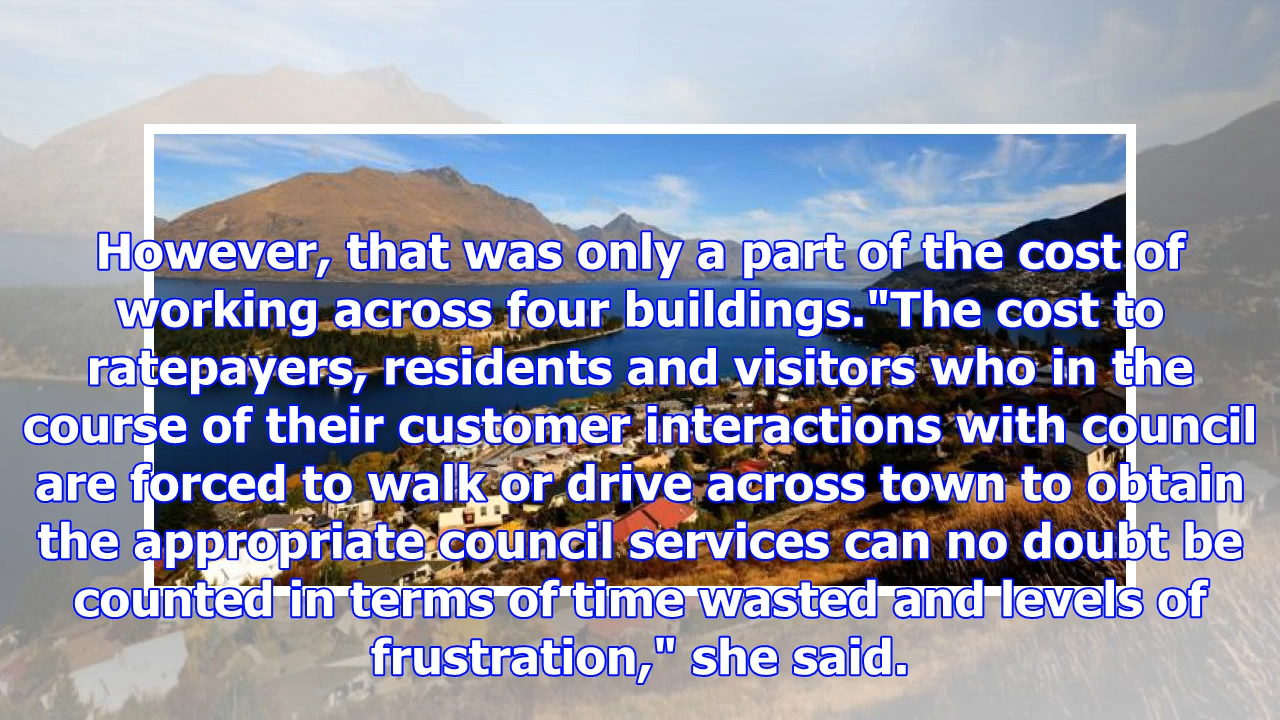 However, that was only a part of the cost of
working across four buildings."The cost to
ratepayers, residents and visitors who in the
course of their customer interactions with council
are forced to walk or drive across town to obtain
the appropriate council services can no doubt be
counted in terms of time wasted and levels of
frustration," she said.